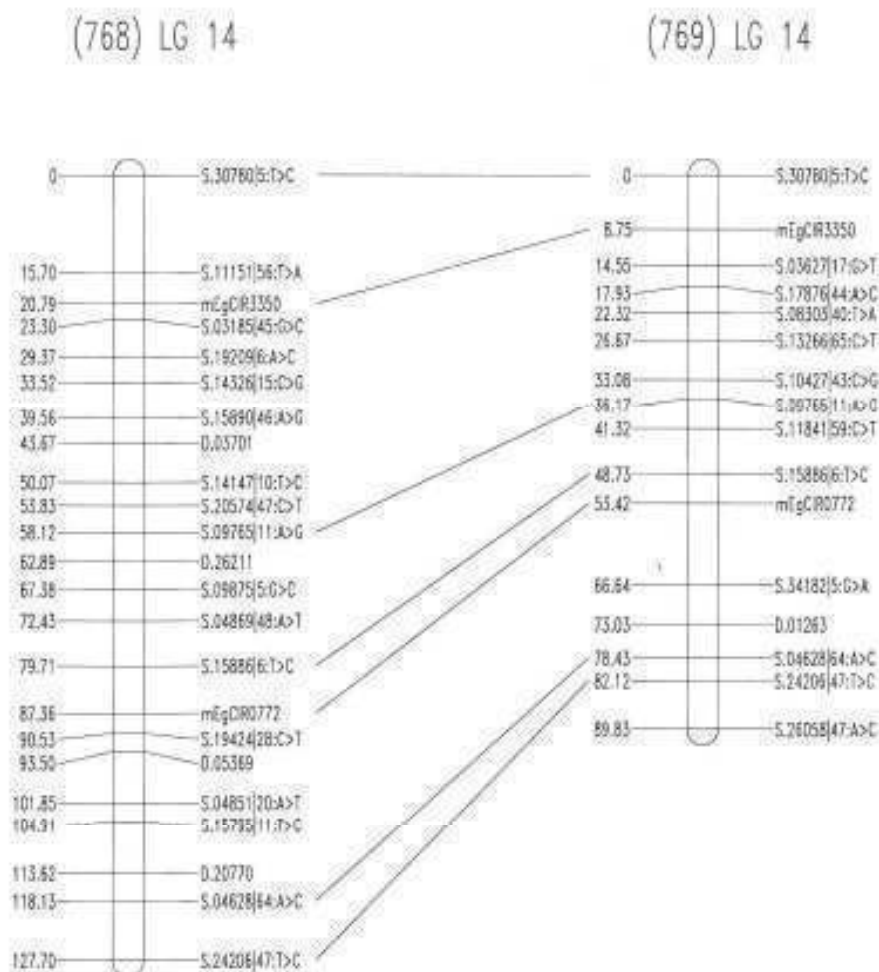 (768) LG 14
0 S.30780|5:T>C
15.70 S.11151|56:T>A
20.79 mEgCIR3350
23.30 S.03185|45:G>C
29.37 S.19209|6:A>C
33.52 S.14326|15:C>G
39.56 S.15890|46:A>G
43.67 D.03701
50.07 S.14147|10:T>C
53.83 S.20574|47:C>T
58.12 S.09765|11:A>G
62.89 D.26211
67.38 S.09875|5:G>C
72.43 S.04869|48:A>T
79.71 S.15886|6:T>C
87.36 mEgCIR0772
90.53 S.19424|28:C>T
93.50 D.05369
101.85 S.04851|20:A>T
104.91 S.15795|11:T>C
113.62 D.20770
118.13 S.04628|64:A>C
127.70 S.24206|47:T>C
(769) LG 14
0 S.30780|5:T>C
8.75 mEgCIR3350
14.55 S.03627|17:G>T
17.93 S.17876|44:A>C
22.32 S.08303|40:T>A
26.67 S.13266|65:C>T
33.08 S.10427|43:C>G
36.17 S.09765|11:A>G
41.32 S.11841|59:C>T
48.73 S.15886|6:T>C
55.42 mEgCIR0772
66.64 S.34182|5:G>A
73.03 D.01263
78.43 S.04628|64:A>C
82.12 S.24206|47:T>C
89.83 S.26058|47:A>C